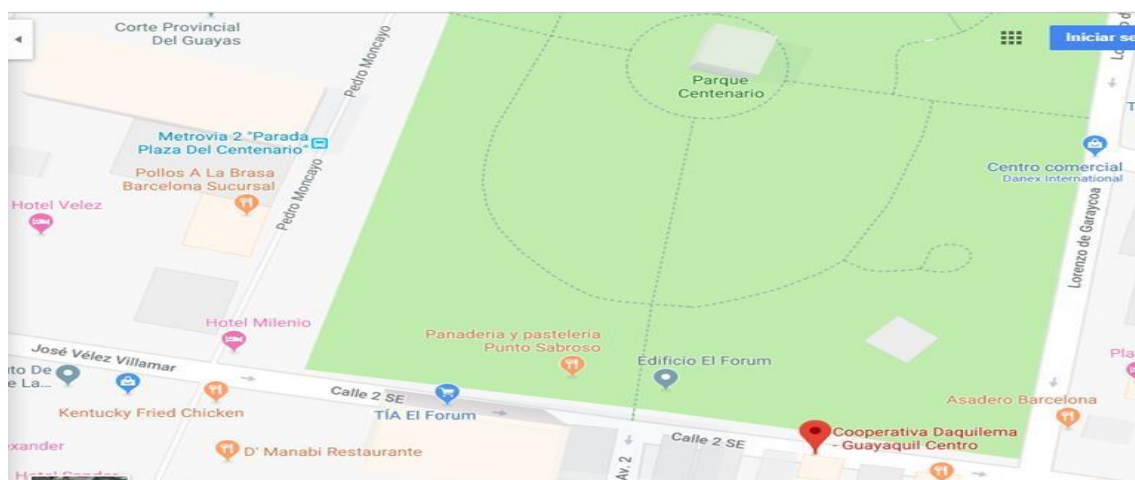 Corte Provincial
Del Guayas
Pedro Moncayo
Iniciar se
Parque
Centenario
Metrovia 2 "Parada
Plaza Del Centenario"
Pollos A La Brasa
Barcelona Sucursal
Pedro Moncayo
Centro comercial
Danex International
Hotel Velez
Lorenzo de Garaycoa
Hotel Milenio
Panaderia y pasteleria
Punto Sabroso
Edificio El Forum
José Vélez Villamar
Calle 2 SE
Kentucky Fried Chicken
TÍA El Forum
Asadero Barcelona
Calle 2 SE
Cooperativa Daquilema
- Guayaquil Centro
D' Manabi Restaurante
Av. 2